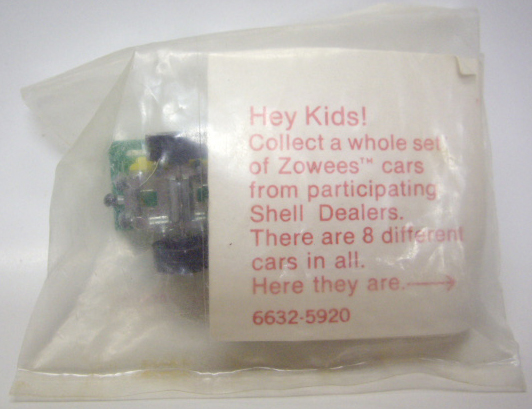 Hey Kids!
Collect a whole set
of Zowees™ cars
from participating
Shell Dealers.
There are 8 different
cars in all.
Here they are.→
6632-5920